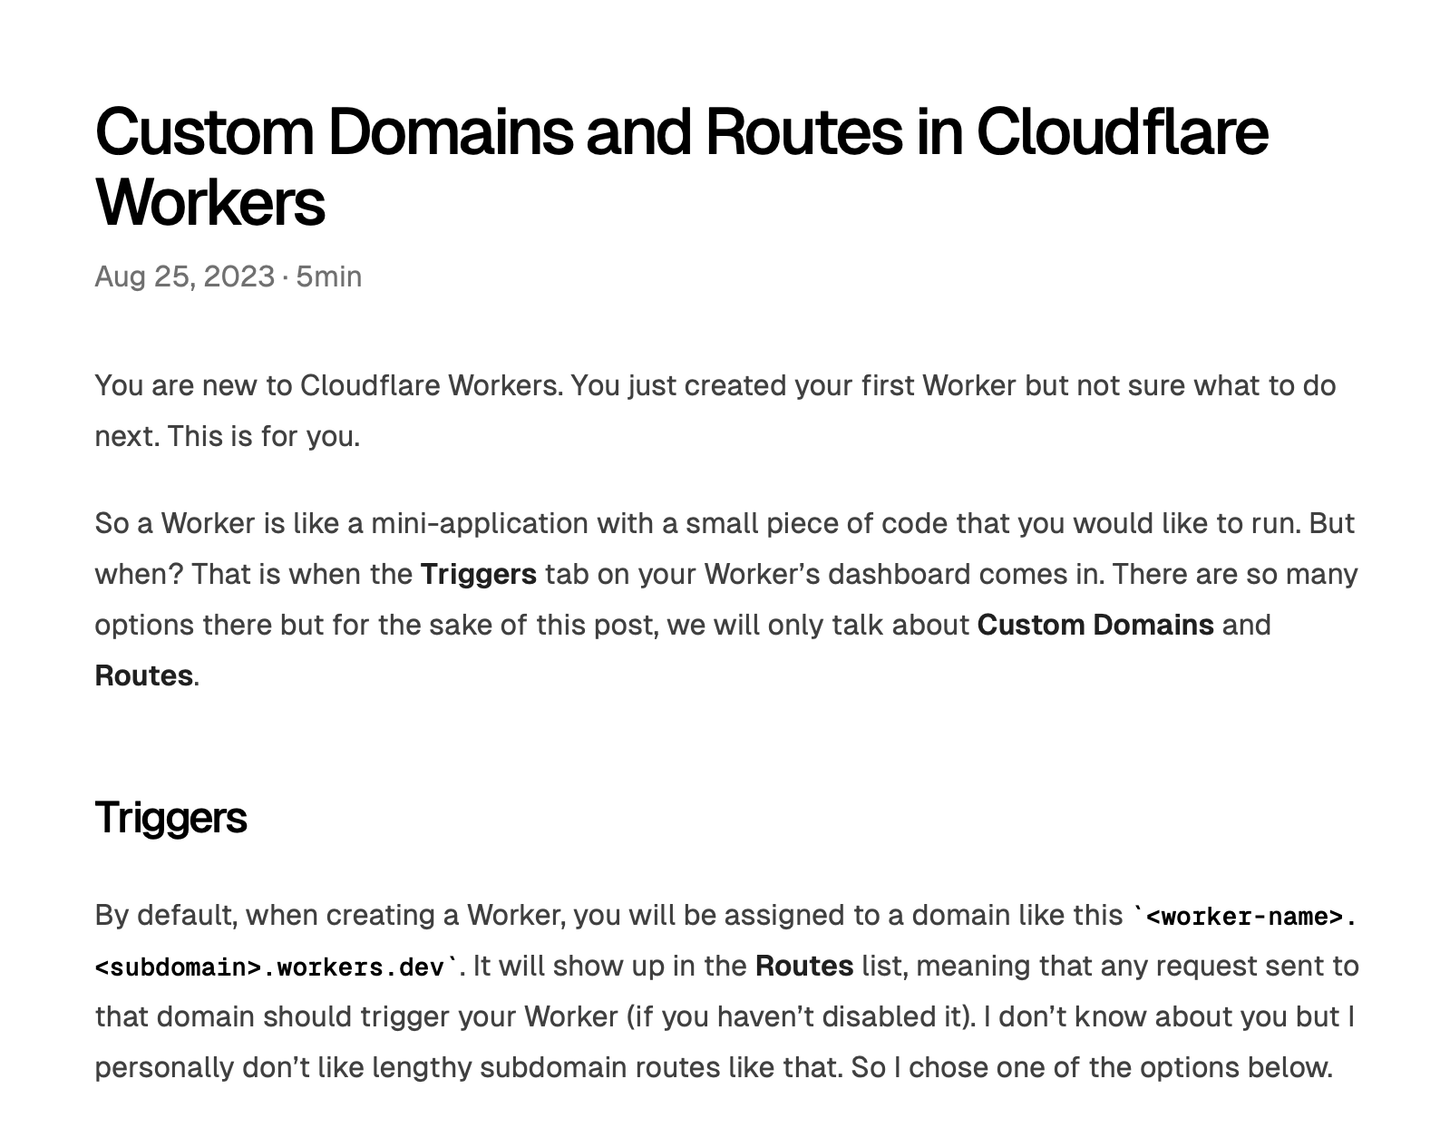 Custom Domains and Routes in Cloudflare
Workers
Aug 25, 2023 · 5min
You are new to Cloudflare Workers. You just created your first Worker but not sure what to do
next. This is for you.
So a Worker is like a mini-application with a small piece of code that you would like to run. But
when? That is when the Triggers tab on your Worker’s dashboard comes in. There are so many
options there but for the sake of this post, we will only talk about Custom Domains and
Routes.
Triggers
By default, when creating a Worker, you will be assigned to a domain like this `<worker-name>.
<subdomain>.workers.dev`. It will show up in the Routes list, meaning that any request sent to
that domain should trigger your Worker (if you haven’t disabled it). I don’t know about you but I
personally don’t like lengthy subdomain routes like that. So I chose one of the options below.